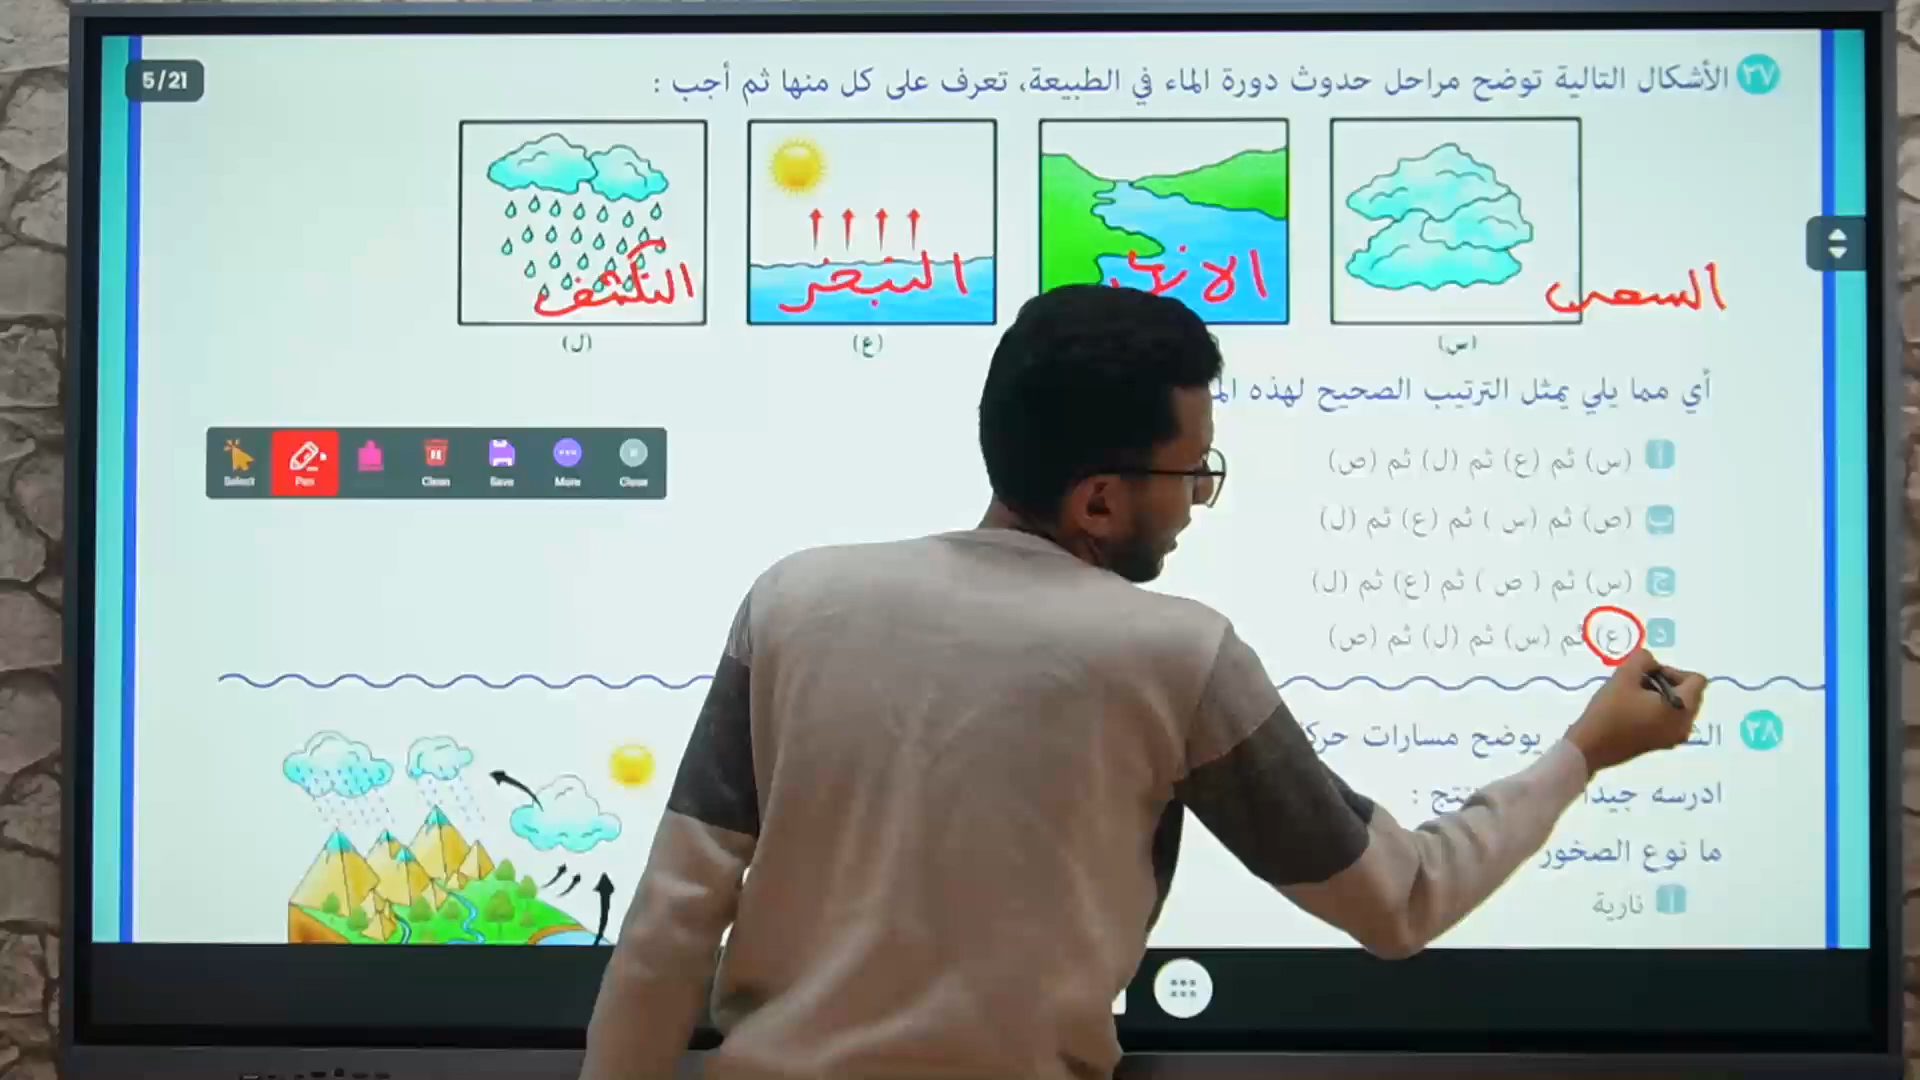 5/21
٣٧ الأشكال التالية توضح مراحل حدوث دورة الماء في الطبيعة، تعرف على كل منها ثم أجب :
السحب
التبخر
التكثف
(س)
(ع)
(ل)
أي مما يلي يمثل الترتيب الصحيح لهذه
أ (س) ثم (ع) ثم (ل) ثم (ص)
ب (ص) ثم (س ) ثم (ع) ثم (ل)
ج (س) ثم ( ص ) ثم (ع) ثم (ل)
د (ع) ثم (س) ثم (ل) ثم (ص)
Select Pen Clean Save More Close
٣٨ يوضح مسارات
ادرسه جيدا :
ما نوع الصخور
أ نارية